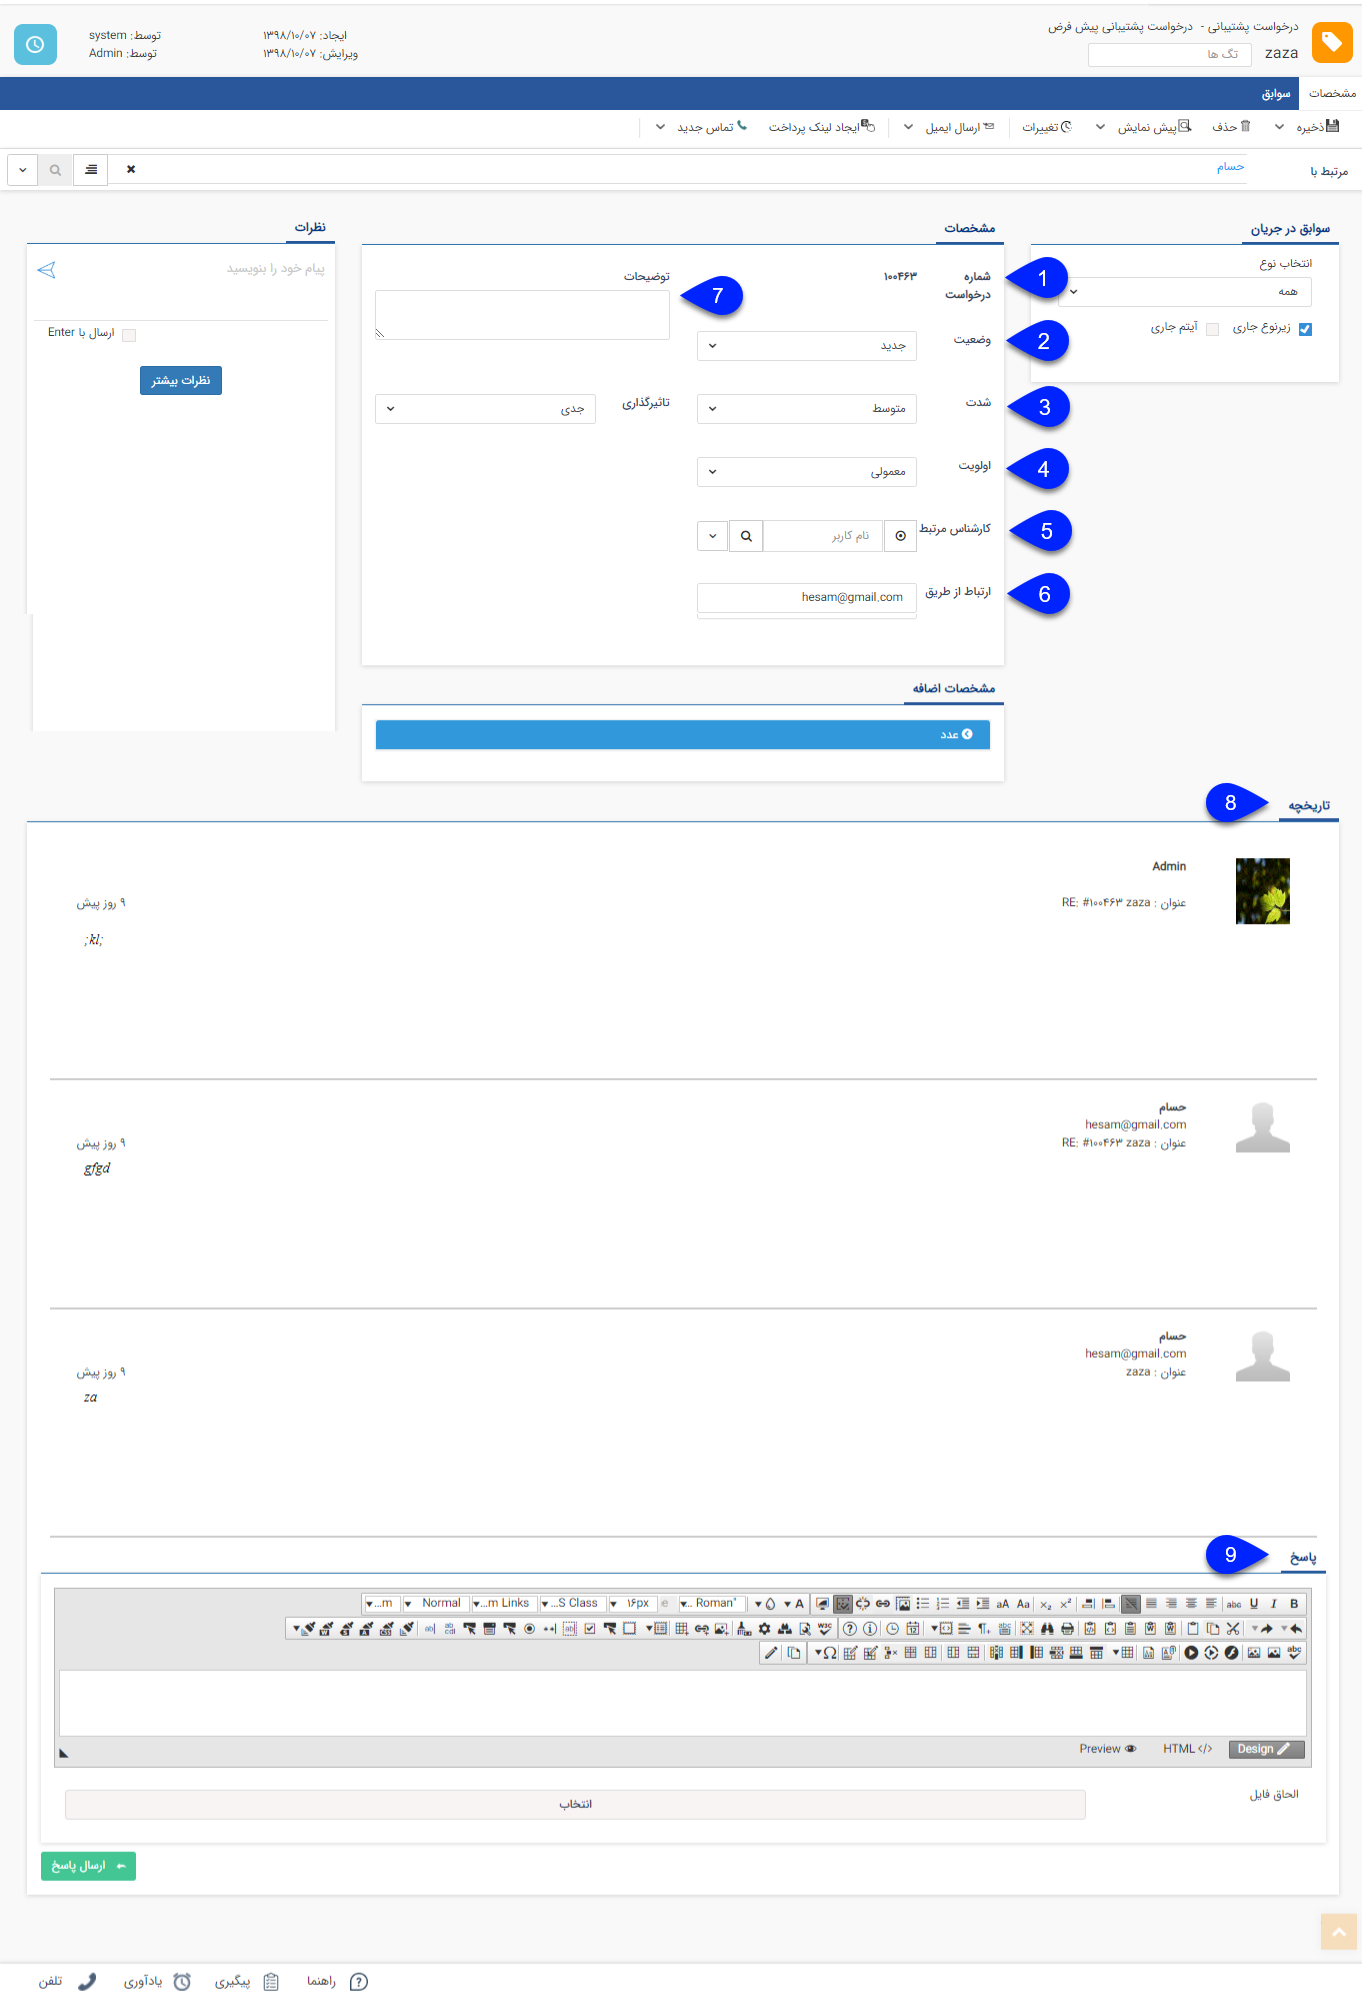 درخواست پشتیبانی - درخواست پشتیبانی پیش فرض
zaza
تگ ها
ایجاد: ۱۳۹۸/۱۰/۰۷
توسط: system
ویرایش: ۱۳۹۸/۱۰/۰۷
توسط: Admin
مشخصات
سوابق
ذخیره
حذف
پیش نمایش
تغییرات
ارسال ایمیل
ایجاد لینک پرداخت
تماس جدید
مرتبط با
حسام
سوابق در جریان
انتخاب نوع
همه
زیرنوع جاری
آیتم جاری
مشخصات
1
شماره درخواست
۱۰۰۴۶۳
7
توضیحات
2
وضعیت
جدید
3
شدت
متوسط
تاثیرگذاری
جدی
4
اولویت
معمولی
5
کارشناس مرتبط
نام کاربر
6
ارتباط از طریق
hesam@gmail.com
نظرات
پیام خود را بنویسید
ارسال با Enter
نظرات بیشتر
مشخصات اضافه
عدد
8
تاریخچه
Admin
عنوان : RE: #۱۰۰۴۶۳ zaza
۹ روز پیش
;kl;
حسام
hesam@gmail.com
عنوان : RE: #۱۰۰۴۶۳ zaza
۹ روز پیش
gfgd
حسام
hesam@gmail.com
عنوان : zaza
۹ روز پیش
za
9
پاسخ
...m Normal ...m Links ...S Class ۱۶px ...Roman"
Design
HTML
Preview
الحاق فایل
انتخاب
ارسال پاسخ
راهنما
پیگیری
یادآوری
تلفن